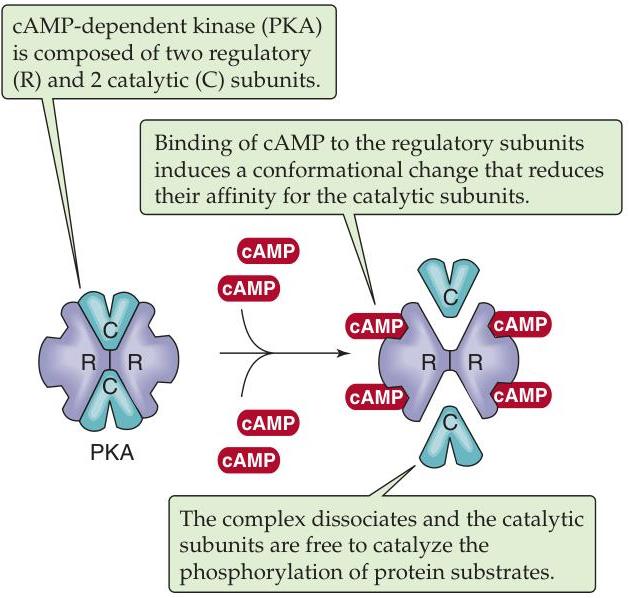 cAMP-dependent kinase (PKA)
is composed of two regulatory
(R) and 2 catalytic (C) subunits.
Binding of cAMP to the regulatory subunits
induces a conformational change that reduces
their affinity for the catalytic subunits.
cAMP
cAMP
C
R R
C
PKA
cAMP
cAMP
C
cAMP cAMP
R R
cAMP cAMP
C
The complex dissociates and the catalytic
subunits are free to catalyze the
phosphorylation of protein substrates.